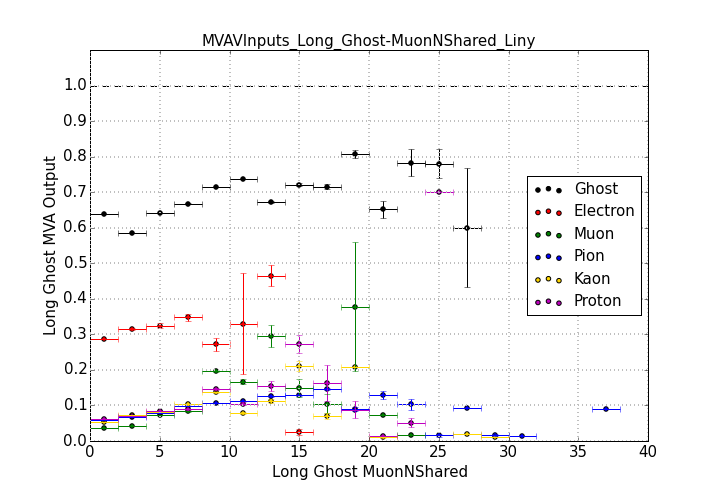 MVAVInputs_Long_Ghost-MuonNShared_Liny
Long Ghost MVA Output
1.0
0.9
0.8
0.7
0.6
0.5
0.4
0.3
0.2
0.1
0.0
Ghost
Electron
Muon
Pion
Kaon
Proton
0 5 10 15 20 25 30 35 40
Long Ghost MuonNShared